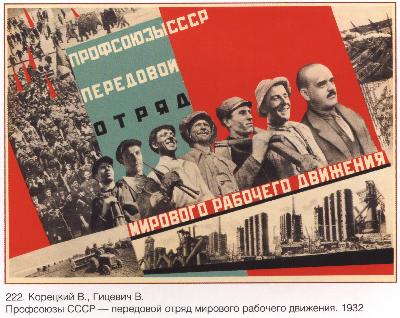 ПРОФСОЮЗЫ СССР
ПЕРЕДОВОЙ
ОТРЯД
МИРОВОГО РАБОЧЕГО ДВИЖЕНИЯ
222. Корецкий В., Гицевич В.
Профсоюзы СССР — передовой отряд мирового рабочего движения. 1932